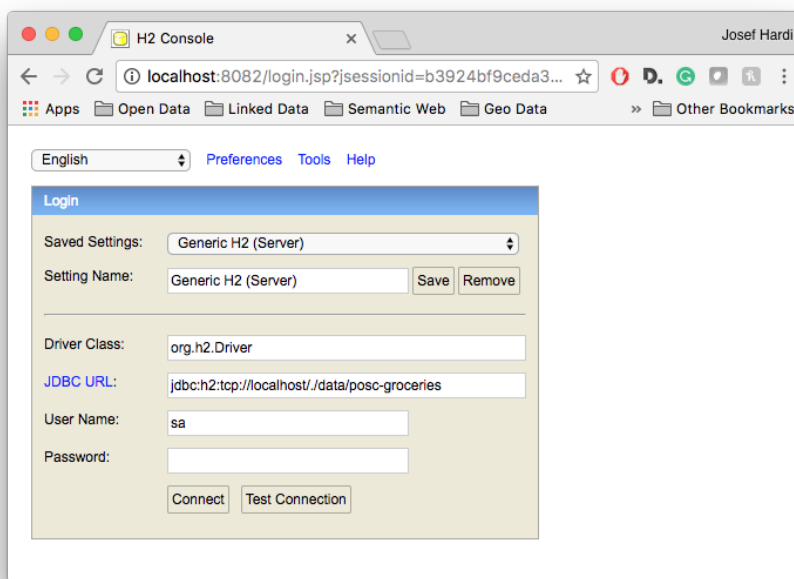 H2 Console
Josef Hardi
localhost:8082/login.jsp?jsessionid=b3924bf9ceda3...
Apps Open Data Linked Data Semantic Web Geo Data » Other Bookmarks
English Preferences Tools Help
Login
Saved Settings: Generic H2 (Server)
Setting Name: Generic H2 (Server) Save Remove
Driver Class: org.h2.Driver
JDBC URL: jdbc:h2:tcp://localhost/./data/posc-groceries
User Name: sa
Password:
Connect Test Connection